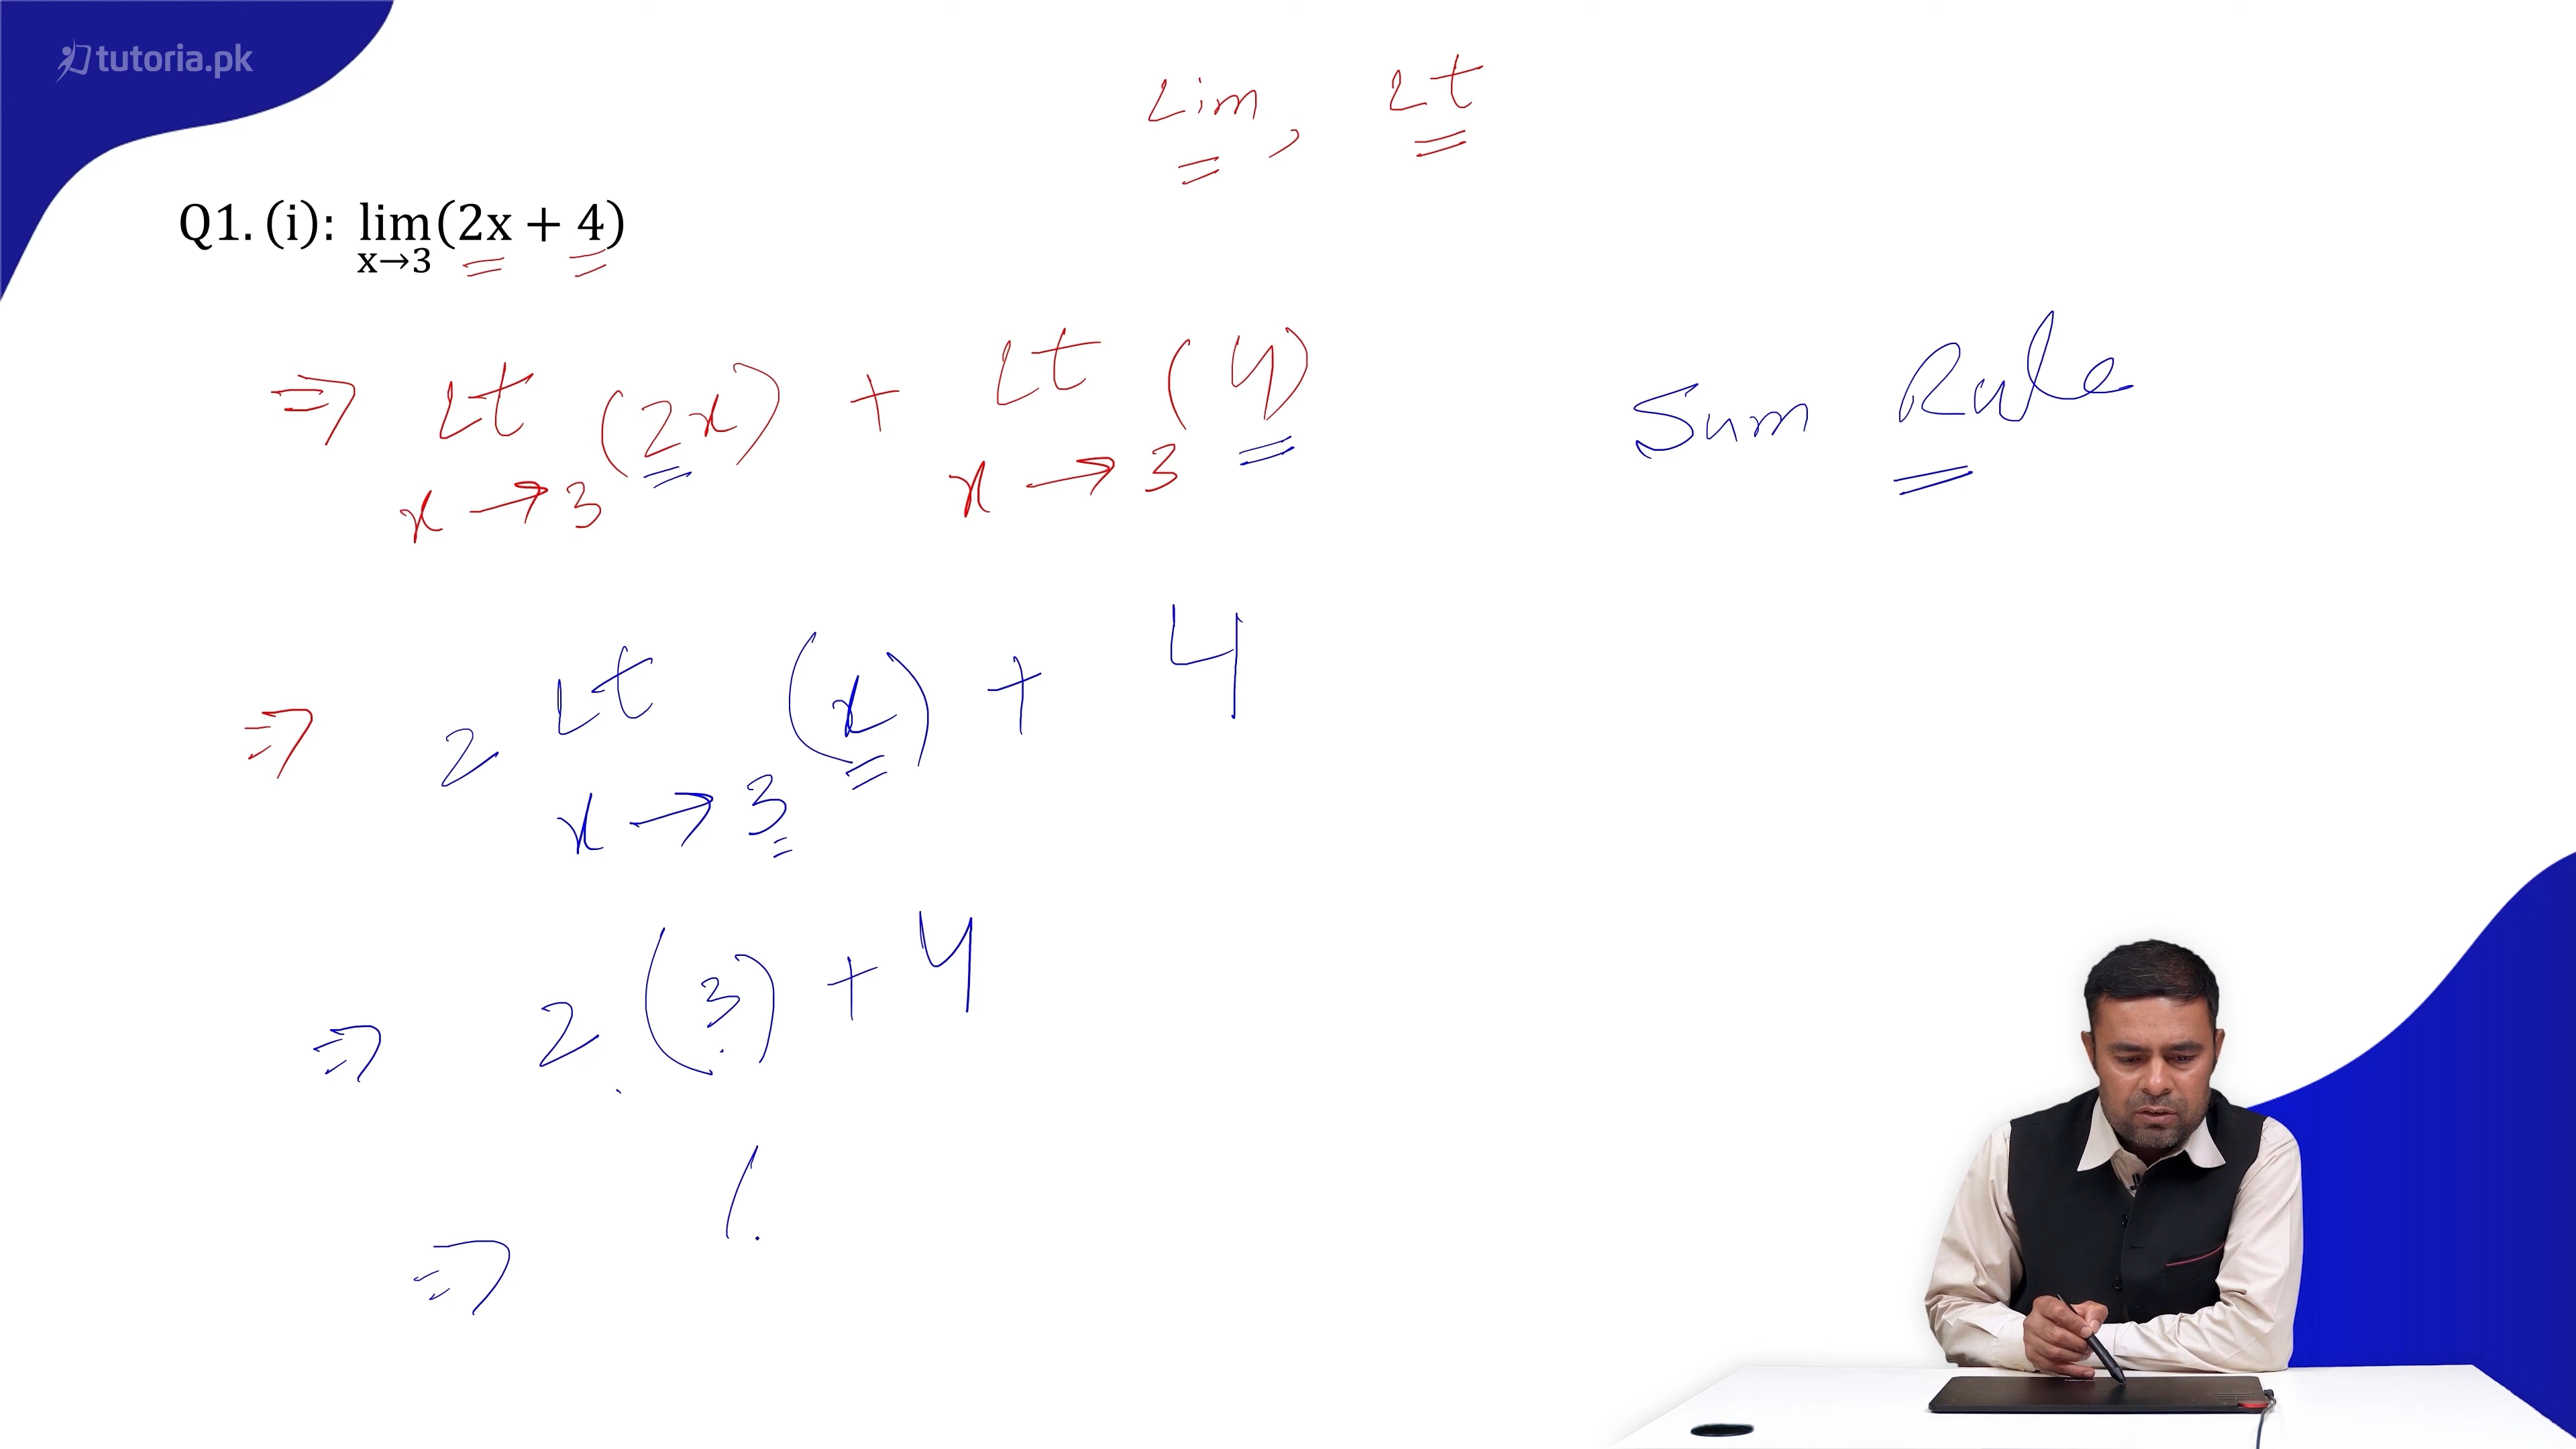 tutoria.pk
Lim , Lt
Q1. (i): lim (2x + 4)
x→3
⇒ Lt (2x) + Lt (4)
x → 3 x → 3
Sum Rule
⇒ 2 Lt (x) + 4
x → 3
⇒ 2 (3) + 4
⇒